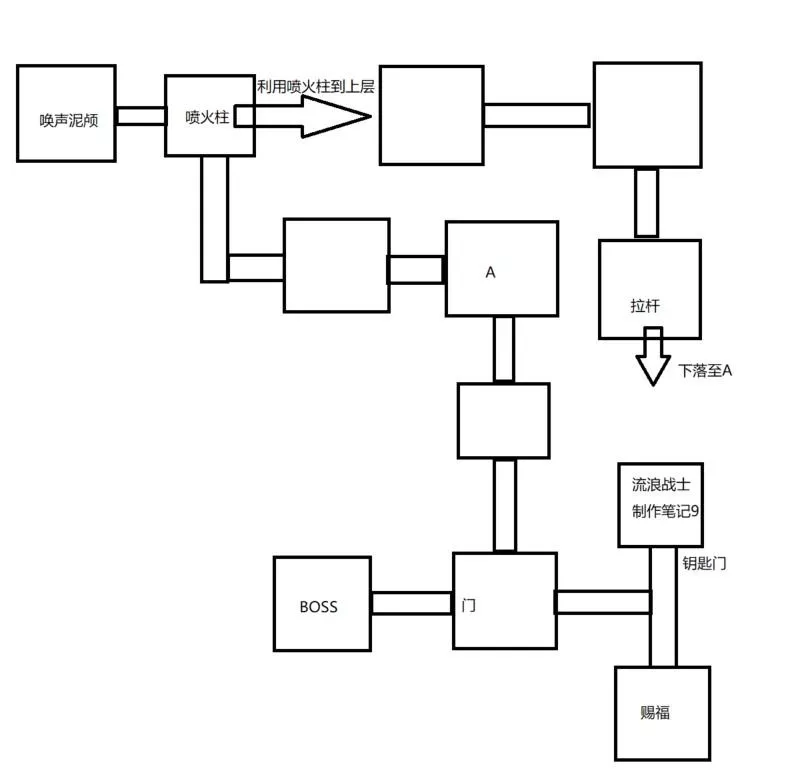 利用喷火柱到上层
唤声泥颅
喷火柱
A
拉杆
下落至A
流浪战士
制作笔记9
钥匙门
BOSS
门
赐福